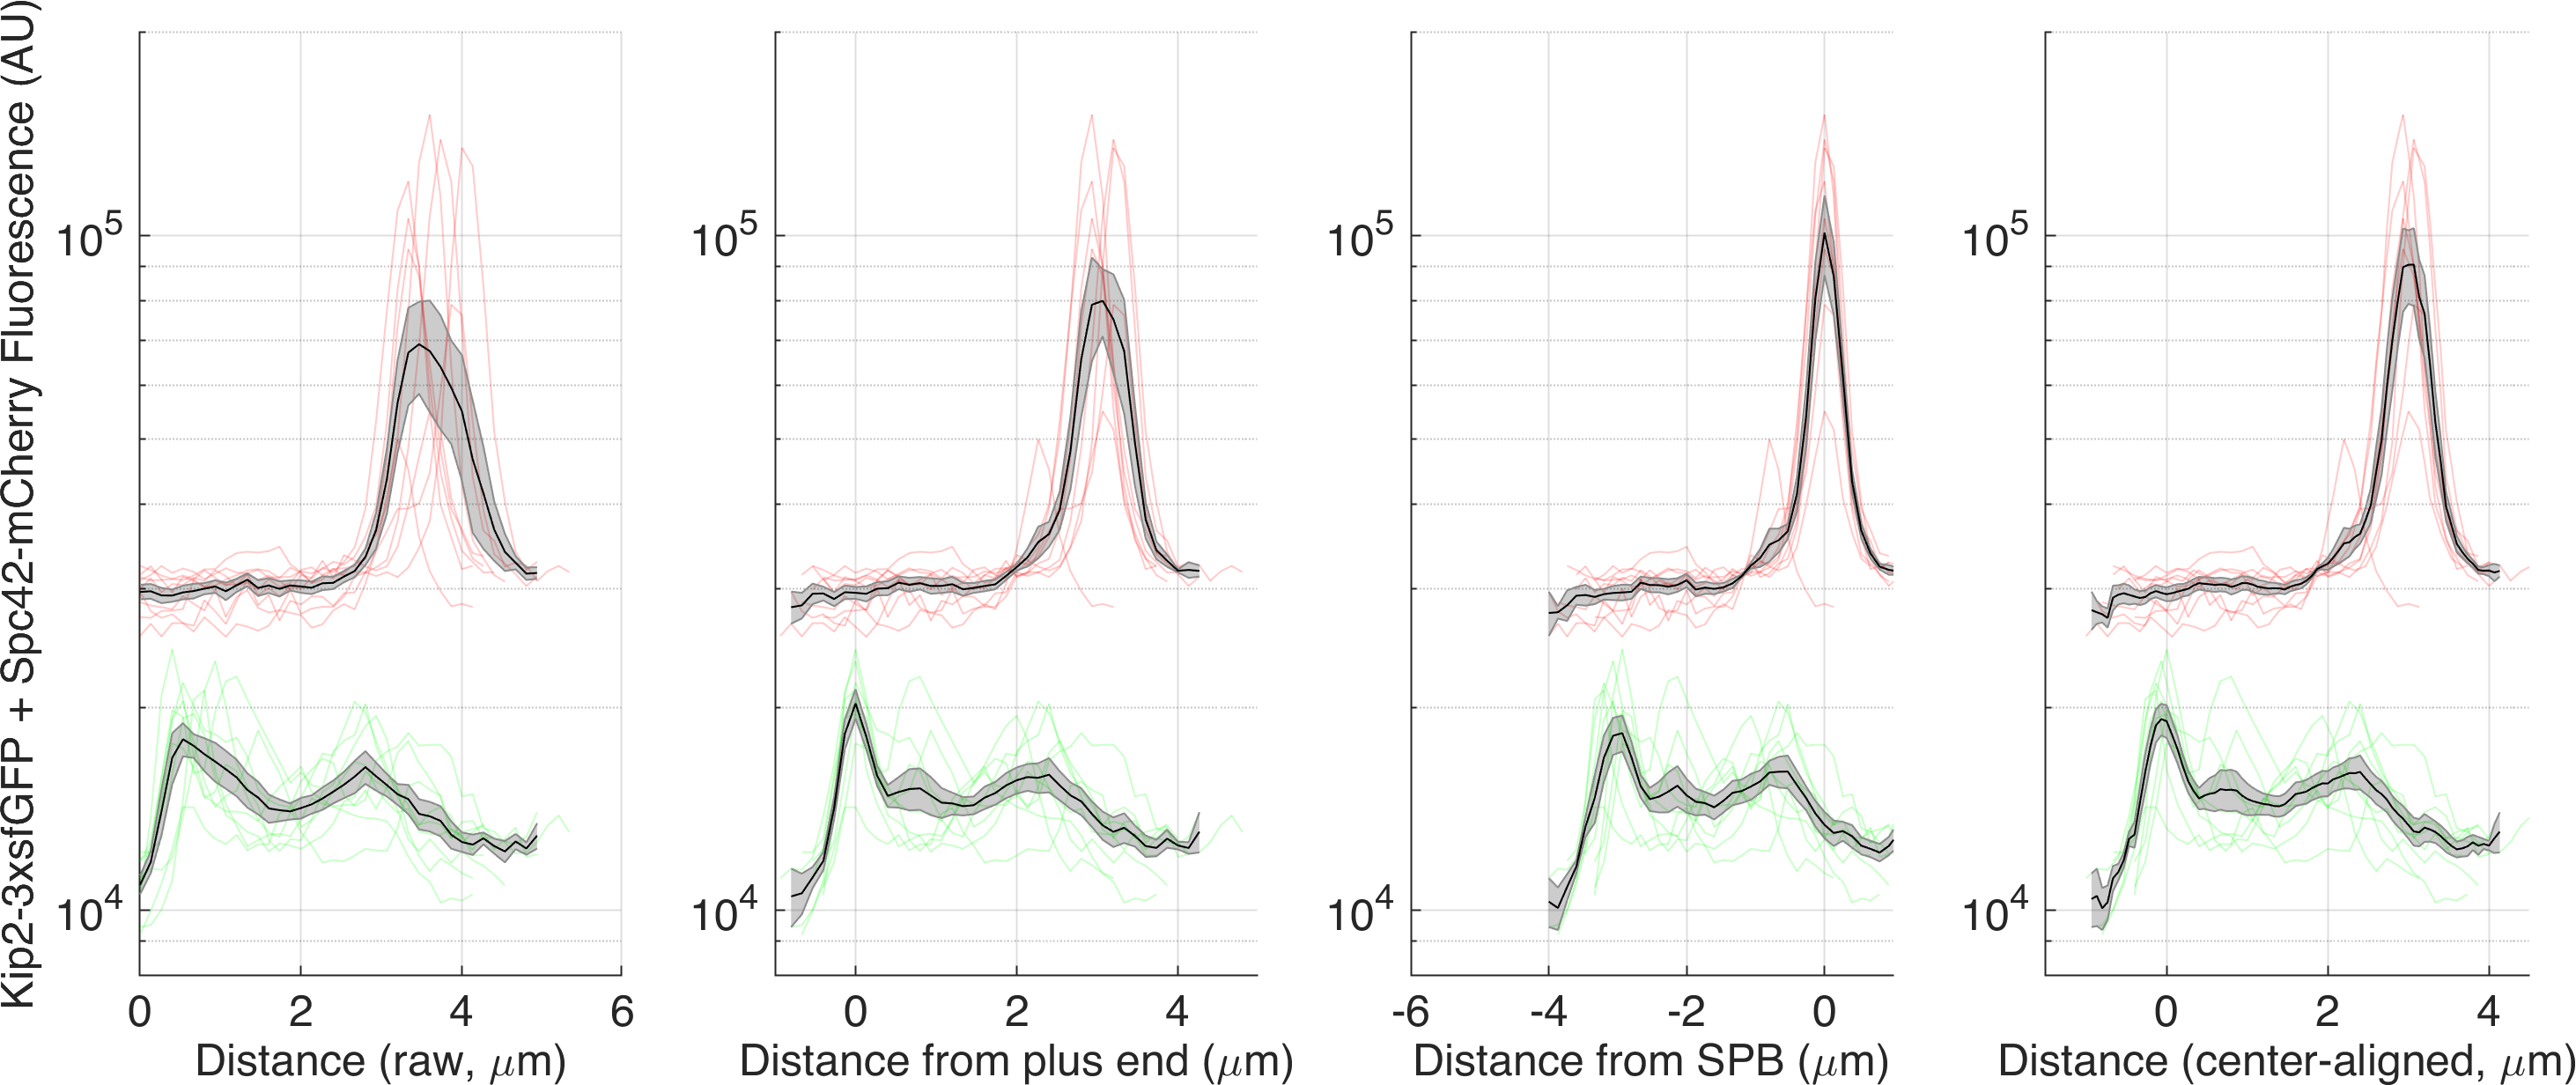 Kip2-3xsfGFP + Spc42-mCherry Fluorescence (AU)
10^5
10^4
0 2 4 6
Distance (raw, μm)
10^5
10^4
0 2 4
Distance from plus end (μm)
10^5
10^4
-6 -4 -2 0
Distance from SPB (μm)
10^5
10^4
0 2 4
Distance (center-aligned, μm)